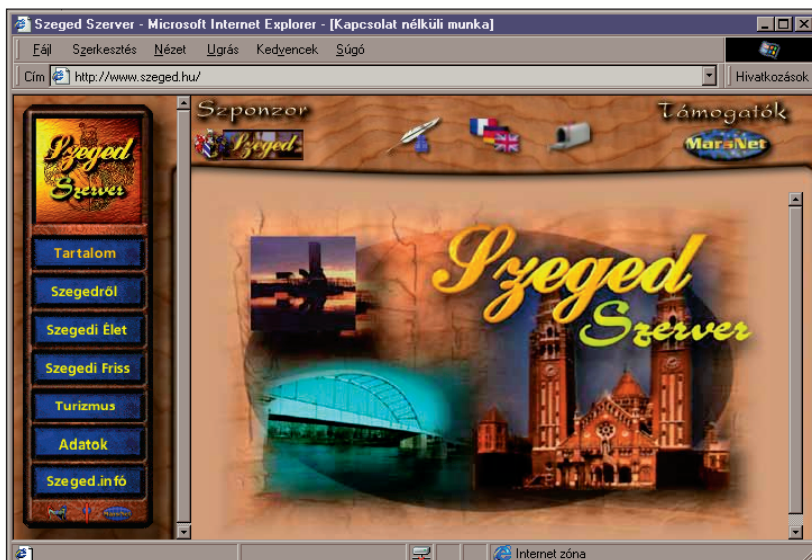 Szeged Szerver - Microsoft Internet Explorer - [Kapcsolat nélküli munka]
Fájl Szerkesztés Nézet Ugrás Kedvencek Súgó
Cím http://www.szeged.hu/ Hivatkozások
Szponzor
Támogatók
Szeged
MarsNet
Szeged
Szerver
Tartalom
Szegedről
Szegedi Élet
Szegedi Friss
Turizmus
Adatok
Szeged.infó
Szeged
Szerver
Internet zóna